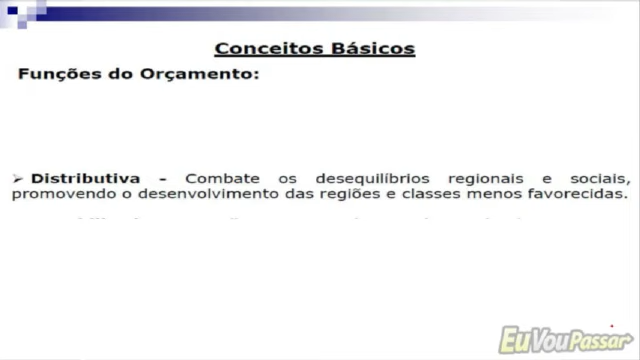 Conceitos Básicos
Funções do Orçamento:
➢ Distributiva – Combate os desequilíbrios regionais e sociais,
promovendo o desenvolvimento das regiões e classes menos favorecidas.
EuVouPassar